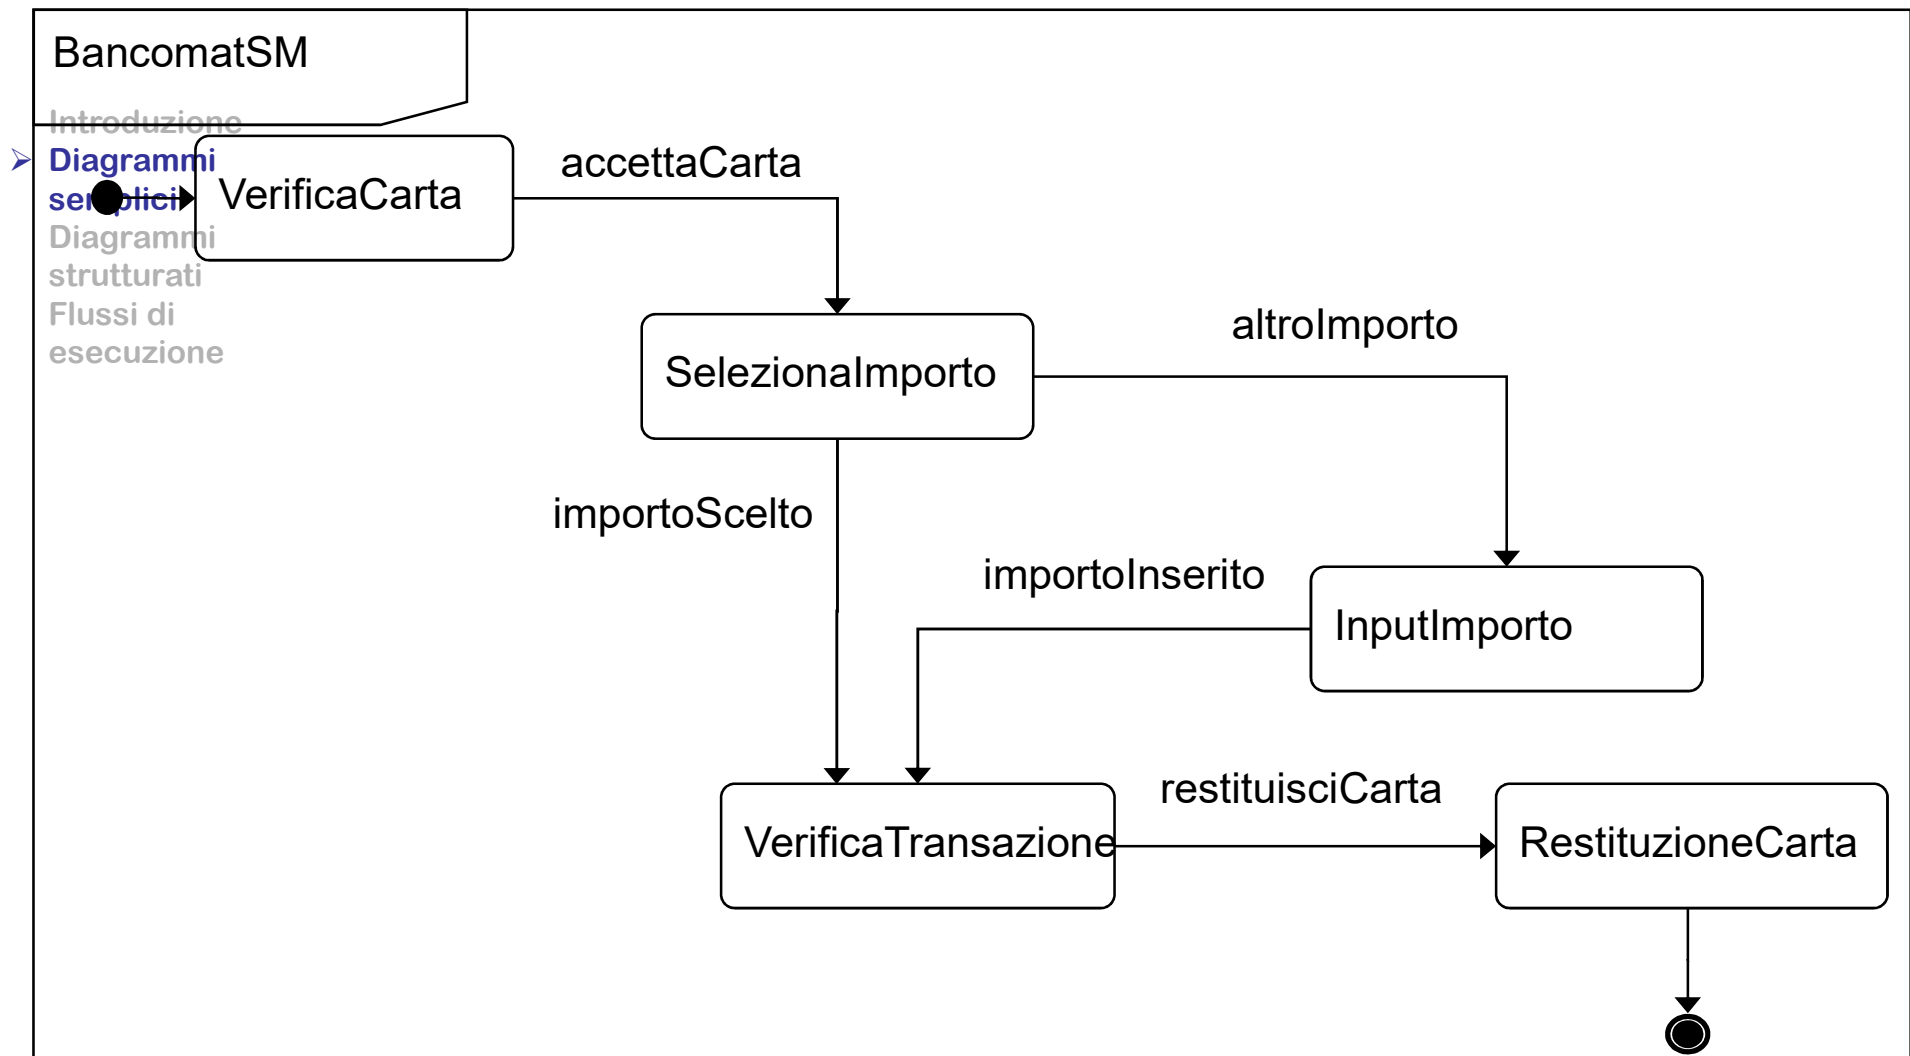 BancomatSM
Introduzione
Diagrammi
semplici
Diagrammi
strutturati
Flussi di
esecuzione
VerificaCarta
accettaCarta
SelezionaImporto
altroImporto
importoScelto
importoInserito
InputImporto
VerificaTransazione
restituisciCarta
RestituzioneCarta